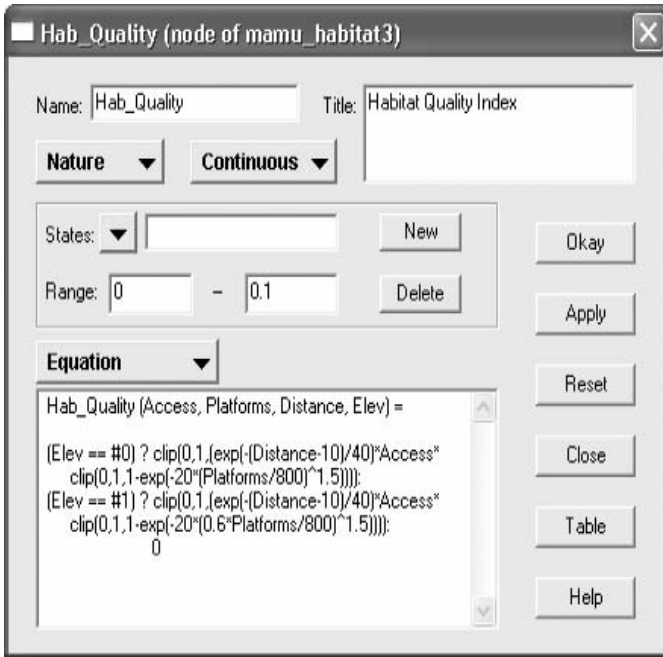 Hab_Quality (node of mamu_habitat3)
Name: Hab_Quality Title: Habitat Quality Index
Nature Continuous
States: New
Okay
Range: 0 - 0.1 Delete
Apply
Equation
Reset
Hab_Quality (Access, Platforms, Distance, Elev) =
(Elev == #0) ? clip(0,1,(exp(-(Distance-10)/40)*Access*
clip(0,1,1-exp(-20*(Platforms/800)^1.5)))):
(Elev == #1) ? clip(0,1,(exp(-(Distance-10)/40)*Access*
clip(0,1,1-exp(-20*(0.6*Platforms/800)^1.5)))):
0
Close
Table
Help